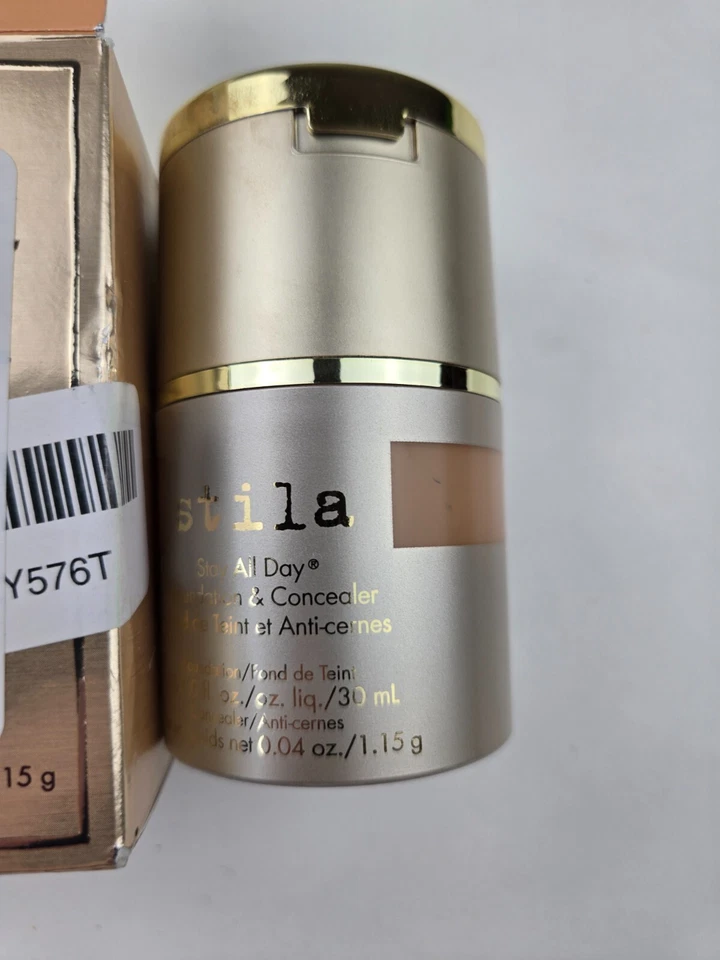 stila
Stay All Day®
& Concealer
Teint et Anti-cernes
/Fond de Teint
oz./oz. liq./30 mL
/Anti-cernes
net 0.04 oz./1.15 g
Y576T
15 g